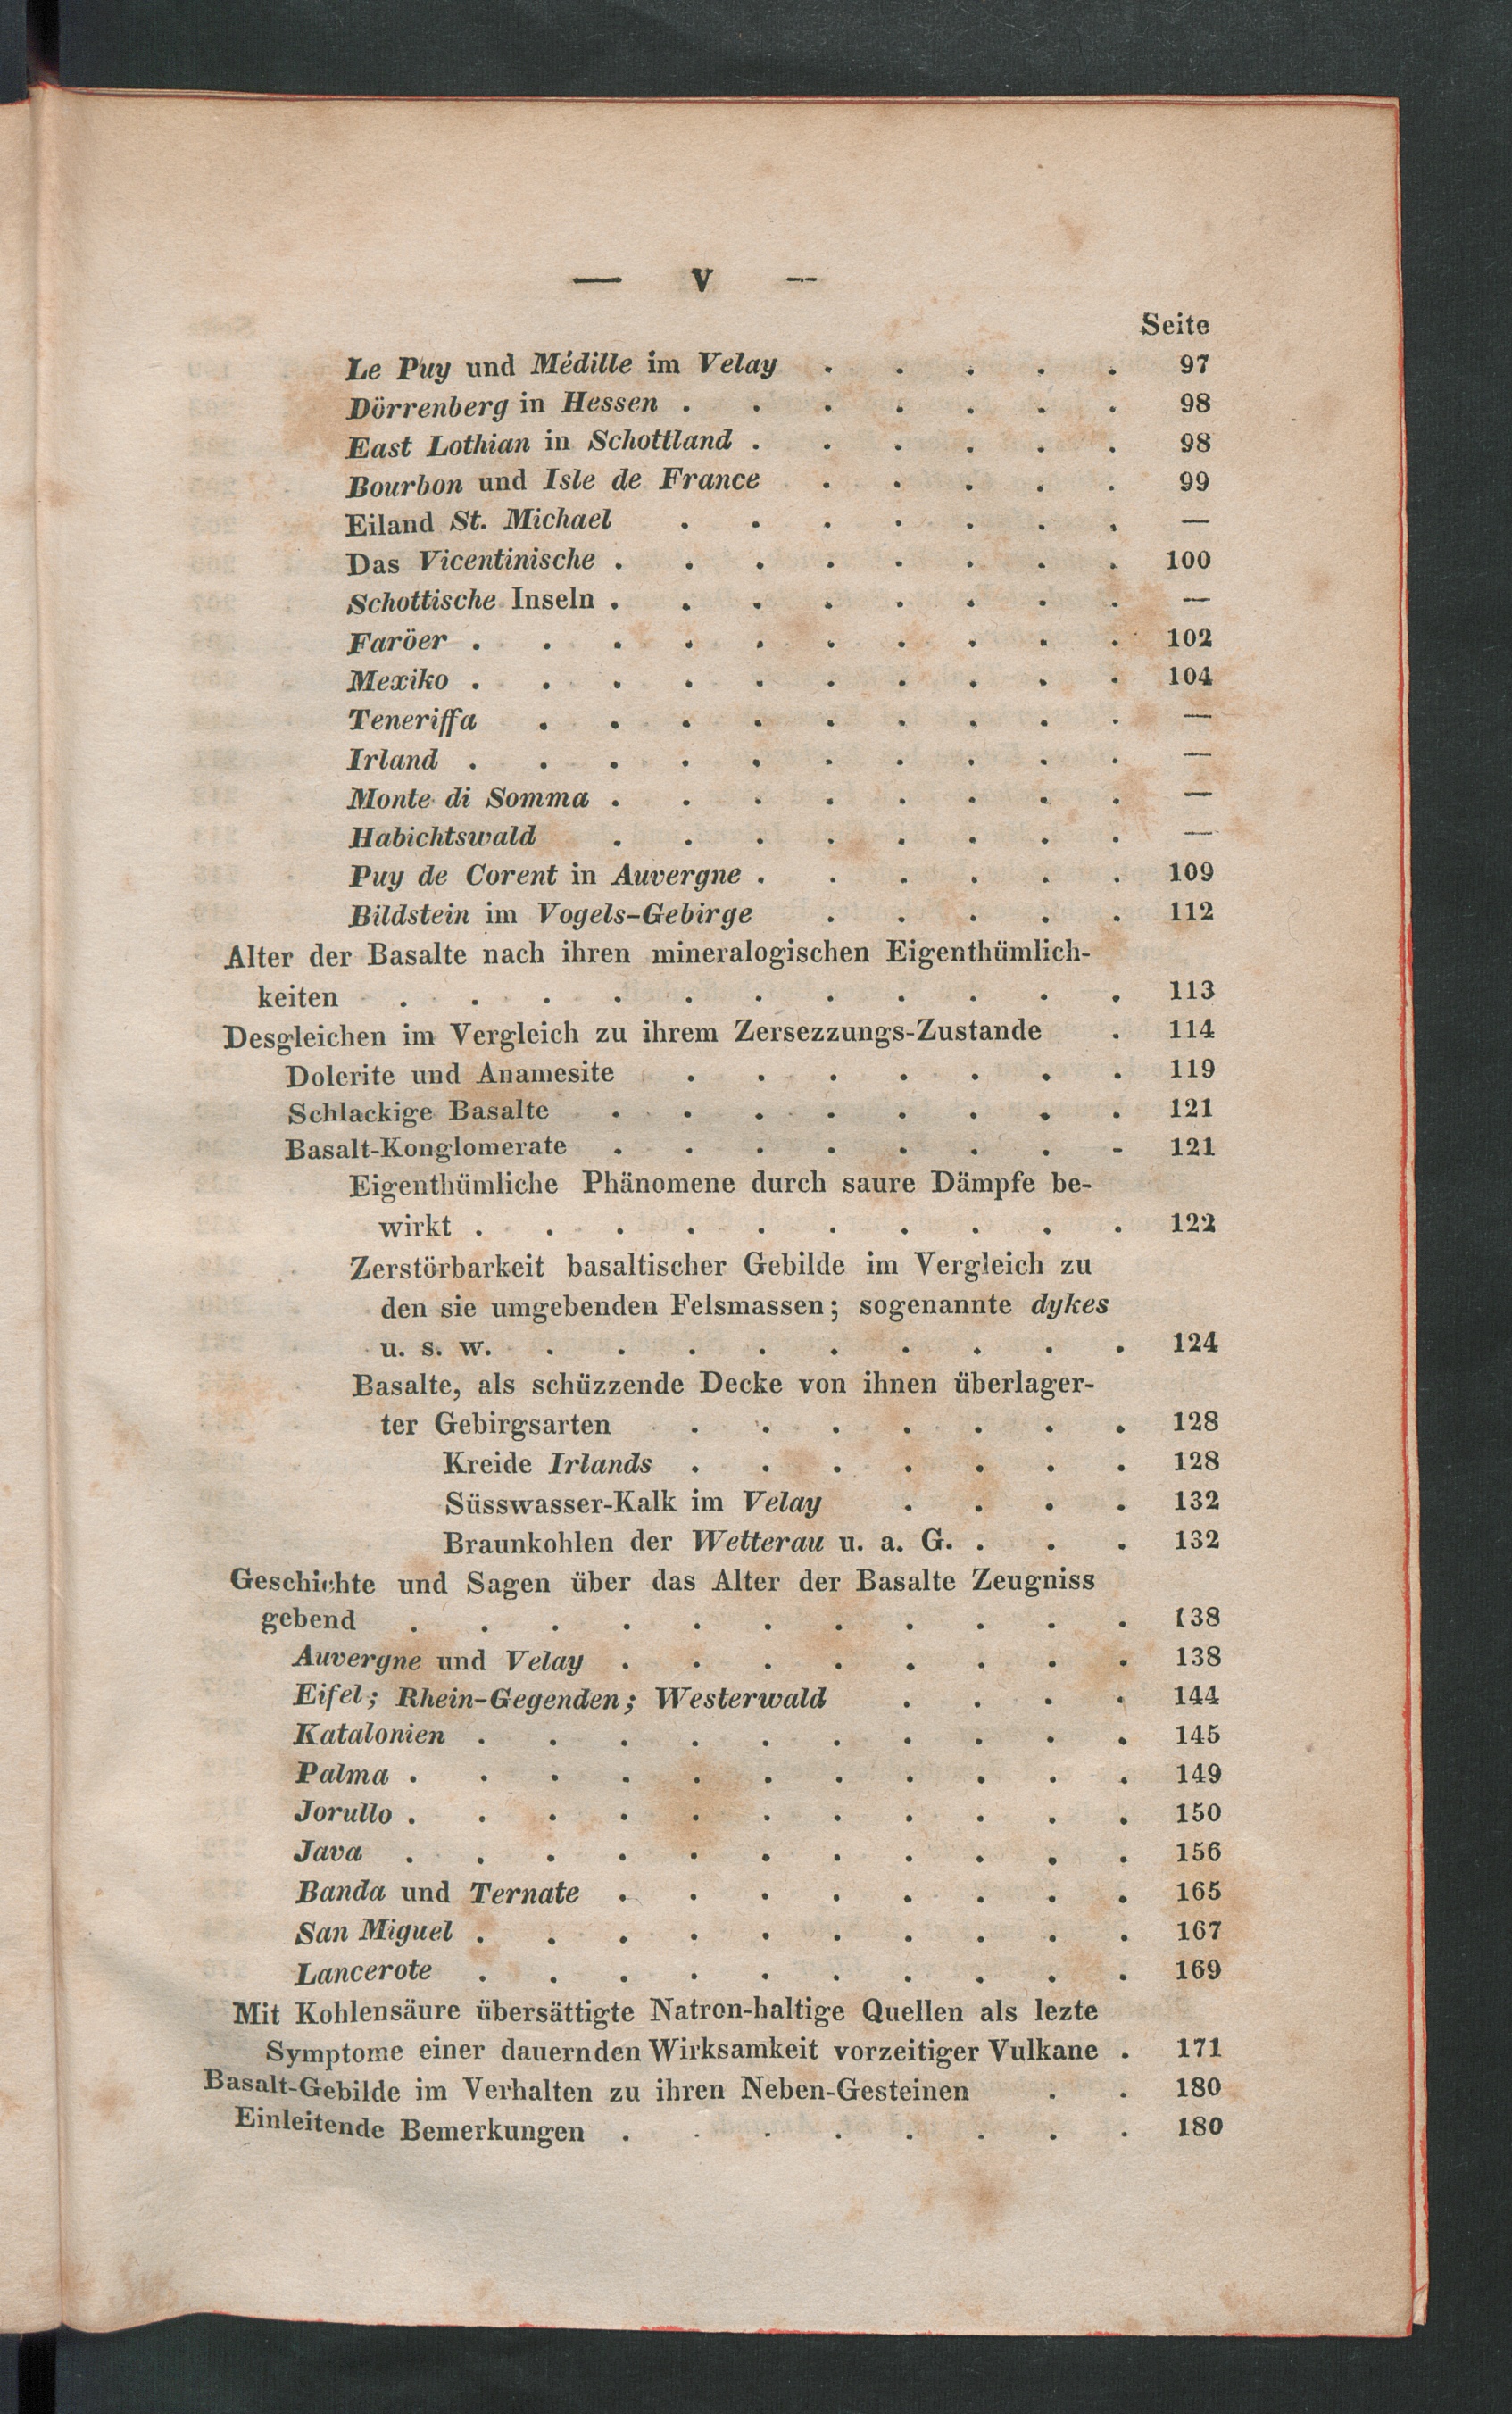 — V —
Seite
Le Puy und Médille im Velay . . . . . 97
Dörrenberg in Hessen . . . . . . . 98
East Lothian in Schottland . . . . . . 98
Bourbon und Isle de France . . . . . 99
Eiland St. Michael . . . . . . . —
Das Vicentinische . . . . . . . . 100
Schottische Inseln . . . . . . . . —
Faröer . . . . . . . . . . 102
Mexiko . . . . . . . . . . 104
Teneriffa . . . . . . . . . —
Irland . . . . . . . . . . —
Monte di Somma . . . . . . . . —
Habichtswald . . . . . . . . —
Puy de Corent in Auvergne . . . . . . 109
Bildstein im Vogels-Gebirge . . . . . 112
Alter der Basalte nach ihren mineralogischen Eigenthümlich-
keiten . . . . . . . . . . . 113
Desgleichen im Vergleich zu ihrem Zersezzungs-Zustande . 114
Dolerite und Anamesite . . . . . . . 119
Schlackige Basalte . . . . . . . . 121
Basalt-Konglomerate . . . . . . . - 121
Eigenthümliche Phänomene durch saure Dämpfe be-
wirkt . . . . . . . . . . 122
Zerstörbarkeit basaltischer Gebilde im Vergleich zu
den sie umgebenden Felsmassen; sogenannte dykes
u. s. w. . . . . . . . . . 124
Basalte, als schüzzende Decke von ihnen überlager-
ter Gebirgsarten . . . . . . . 128
Kreide Irlands . . . . . . . 128
Süsswasser-Kalk im Velay . . . . 132
Braunkohlen der Wetterau u. a. G. . . . 132
Geschichte und Sagen über das Alter der Basalte Zeugniss
gebend . . . . . . . . . . . 138
Auvergne und Velay . . . . . . . . 138
Eifel; Rhein-Gegenden; Westerwald . . . . 144
Katalonien . . . . . . . . . . 145
Palma . . . . . . . . . . . 149
Jorullo . . . . . . . . . . . 150
Java . . . . . . . . . . . 156
Banda und Ternate . . . . . . . . 165
San Miguel . . . . . . . . . . 167
Lancerote . . . . . . . . . . 169
Mit Kohlensäure übersättigte Natron-haltige Quellen als lezte
Symptome einer dauernden Wirksamkeit vorzeitiger Vulkane . 171
Basalt-Gebilde im Verhalten zu ihren Neben-Gesteinen . . 180
Einleitende Bemerkungen . . . . . . . . 180